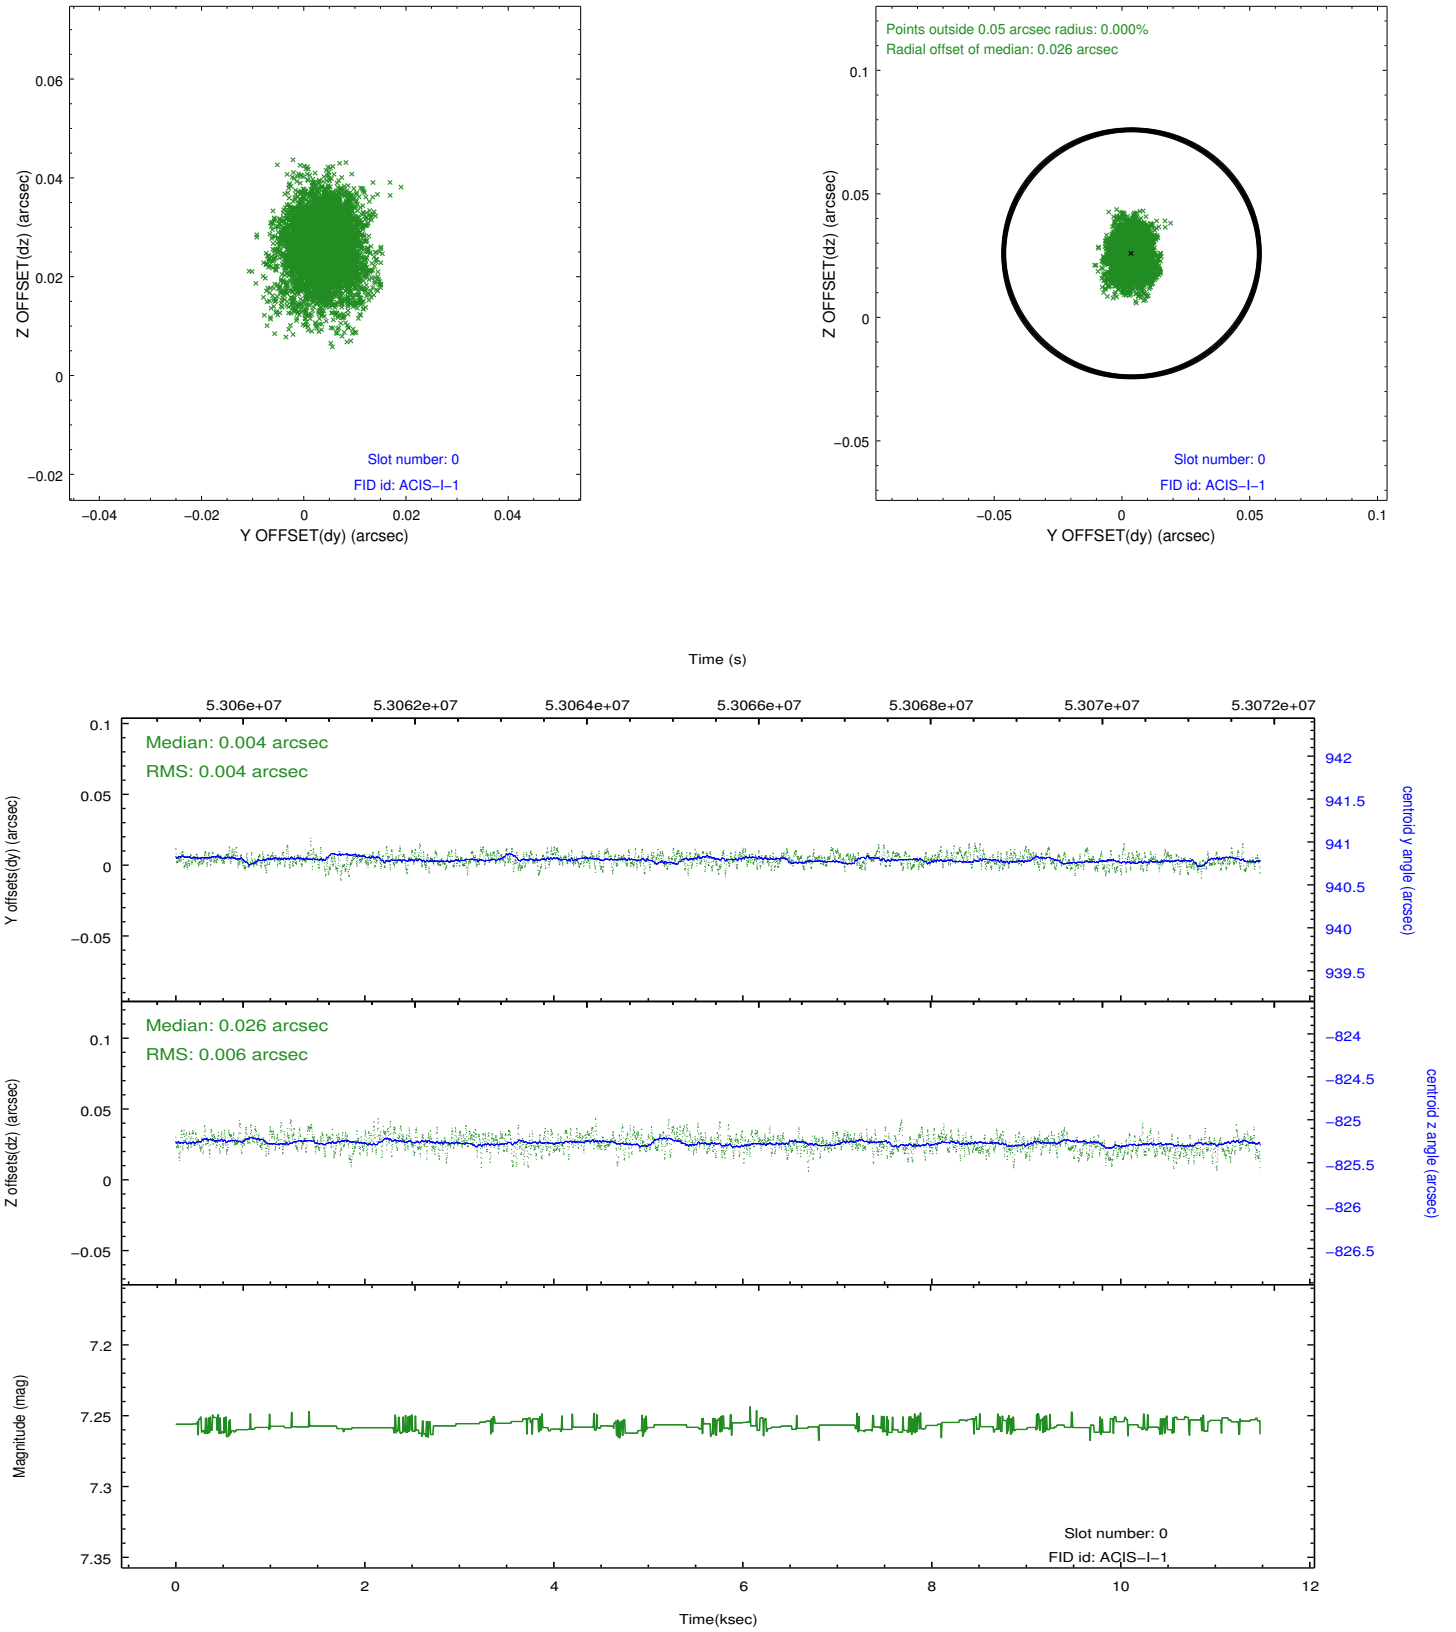 0.06
0.04
0.02
0
−0.02
Z OFFSET(dz) (arcsec)
Slot number: 0
FID id: ACIS−I−1
−0.04
−0.02
0
0.02
0.04
Y OFFSET(dy) (arcsec)
Points outside 0.05 arcsec radius: 0.000%
Radial offset of median: 0.026 arcsec
0.1
0.05
0
−0.05
Z OFFSET(dz) (arcsec)
Slot number: 0
FID id: ACIS−I−1
−0.05
0
0.05
0.1
Y OFFSET(dy) (arcsec)
Time (s)
5.306e+07
5.3062e+07
5.3064e+07
5.3066e+07
5.3068e+07
5.307e+07
5.3072e+07
Median: 0.004 arcsec
RMS: 0.004 arcsec
0.1
0.05
0
−0.05
Y offsets(dy) (arcsec)
942
941.5
941
940.5
940
939.5
centroid y angle (arcsec)
Median: 0.026 arcsec
RMS: 0.006 arcsec
0.1
0.05
0
−0.05
Z offsets(dz) (arcsec)
−824
−824.5
−825
−825.5
−826
−826.5
centroid z angle (arcsec)
7.2
7.25
7.3
7.35
Magnitude (mag)
Slot number: 0
FID id: ACIS−I−1
0
2
4
6
8
10
12
Time(ksec)